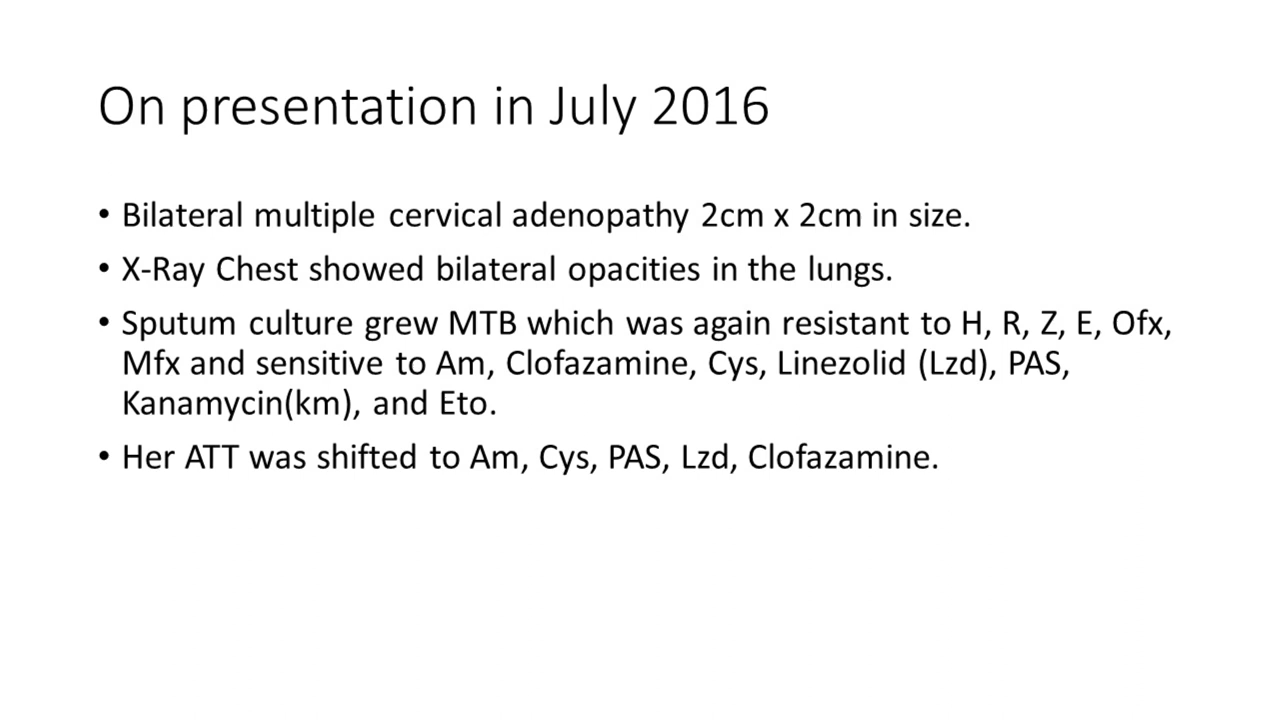 On presentation in July 2016
• Bilateral multiple cervical adenopathy 2cm x 2cm in size.
• X-Ray Chest showed bilateral opacities in the lungs.
• Sputum culture grew MTB which was again resistant to H, R, Z, E, Ofx,
Mfx and sensitive to Am, Clofazamine, Cys, Linezolid (Lzd), PAS,
Kanamycin(km), and Eto.
• Her ATT was shifted to Am, Cys, PAS, Lzd, Clofazamine.